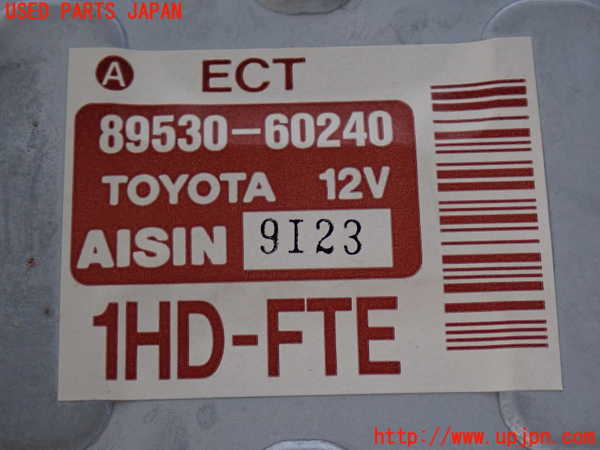 USED PARTS JAPAN
A ECT
89530-60240
TOYOTA 12V
AISIN 9I23
1HD-FTE
http://www.upjpn.com